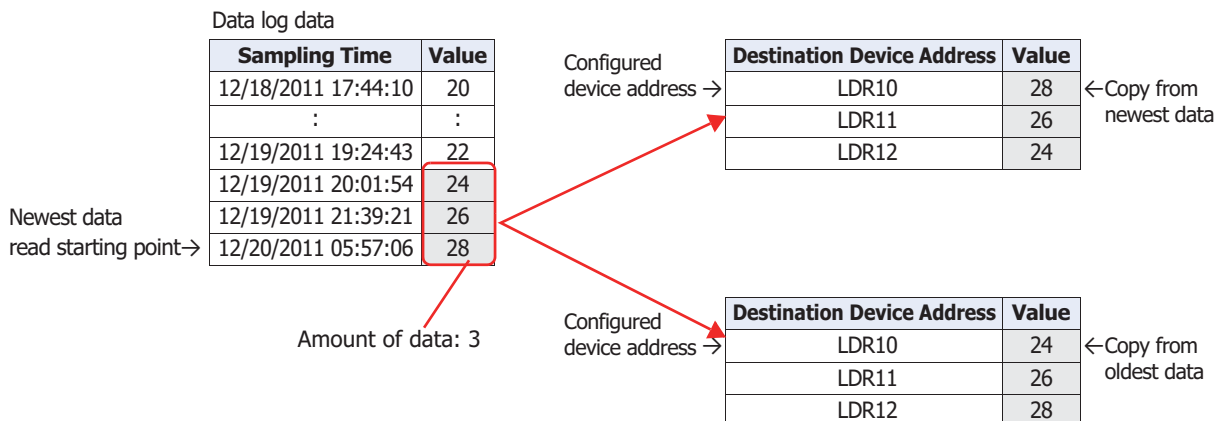 Data log data
Sampling Time Value
12/18/2011 17:44:10 20
: :
12/19/2011 19:24:43 22
12/19/2011 20:01:54 24
12/19/2011 21:39:21 26
12/20/2011 05:57:06 28
Newest data
read starting point→
Amount of data: 3
Configured
device address →
Destination Device Address Value
LDR10 28
LDR11 26
LDR12 24
←Copy from
newest data
Configured
device address →
Destination Device Address Value
LDR10 24
LDR11 26
LDR12 28
←Copy from
oldest data